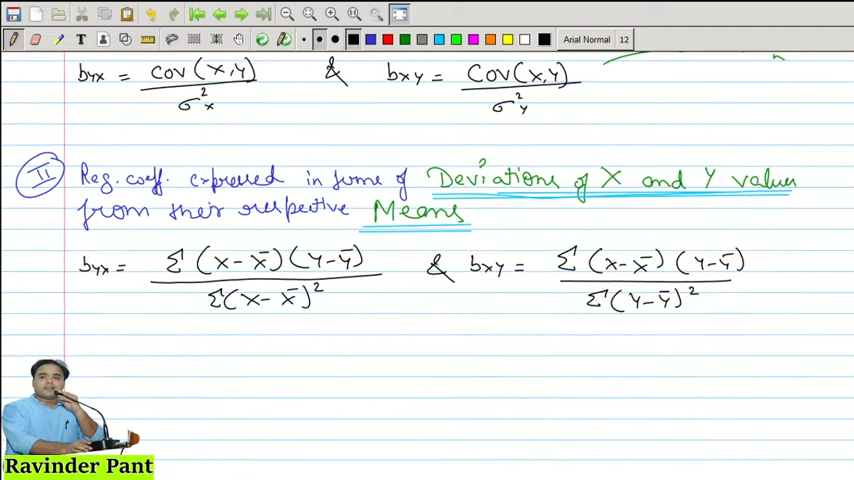 Arial Normal 12
byx = Cov(X,Y) / σ²x & bxy = Cov(X,Y) / σ²y
n
II Reg. coeff. expressed in terms of Deviations of X and Y values
from their respective Means
byx = Σ(X-X̄)(Y-Ȳ) / Σ(X-X̄)² & bxy = Σ(X-X̄)(Y-Ȳ) / Σ(Y-Ȳ)²
Ravinder Pant